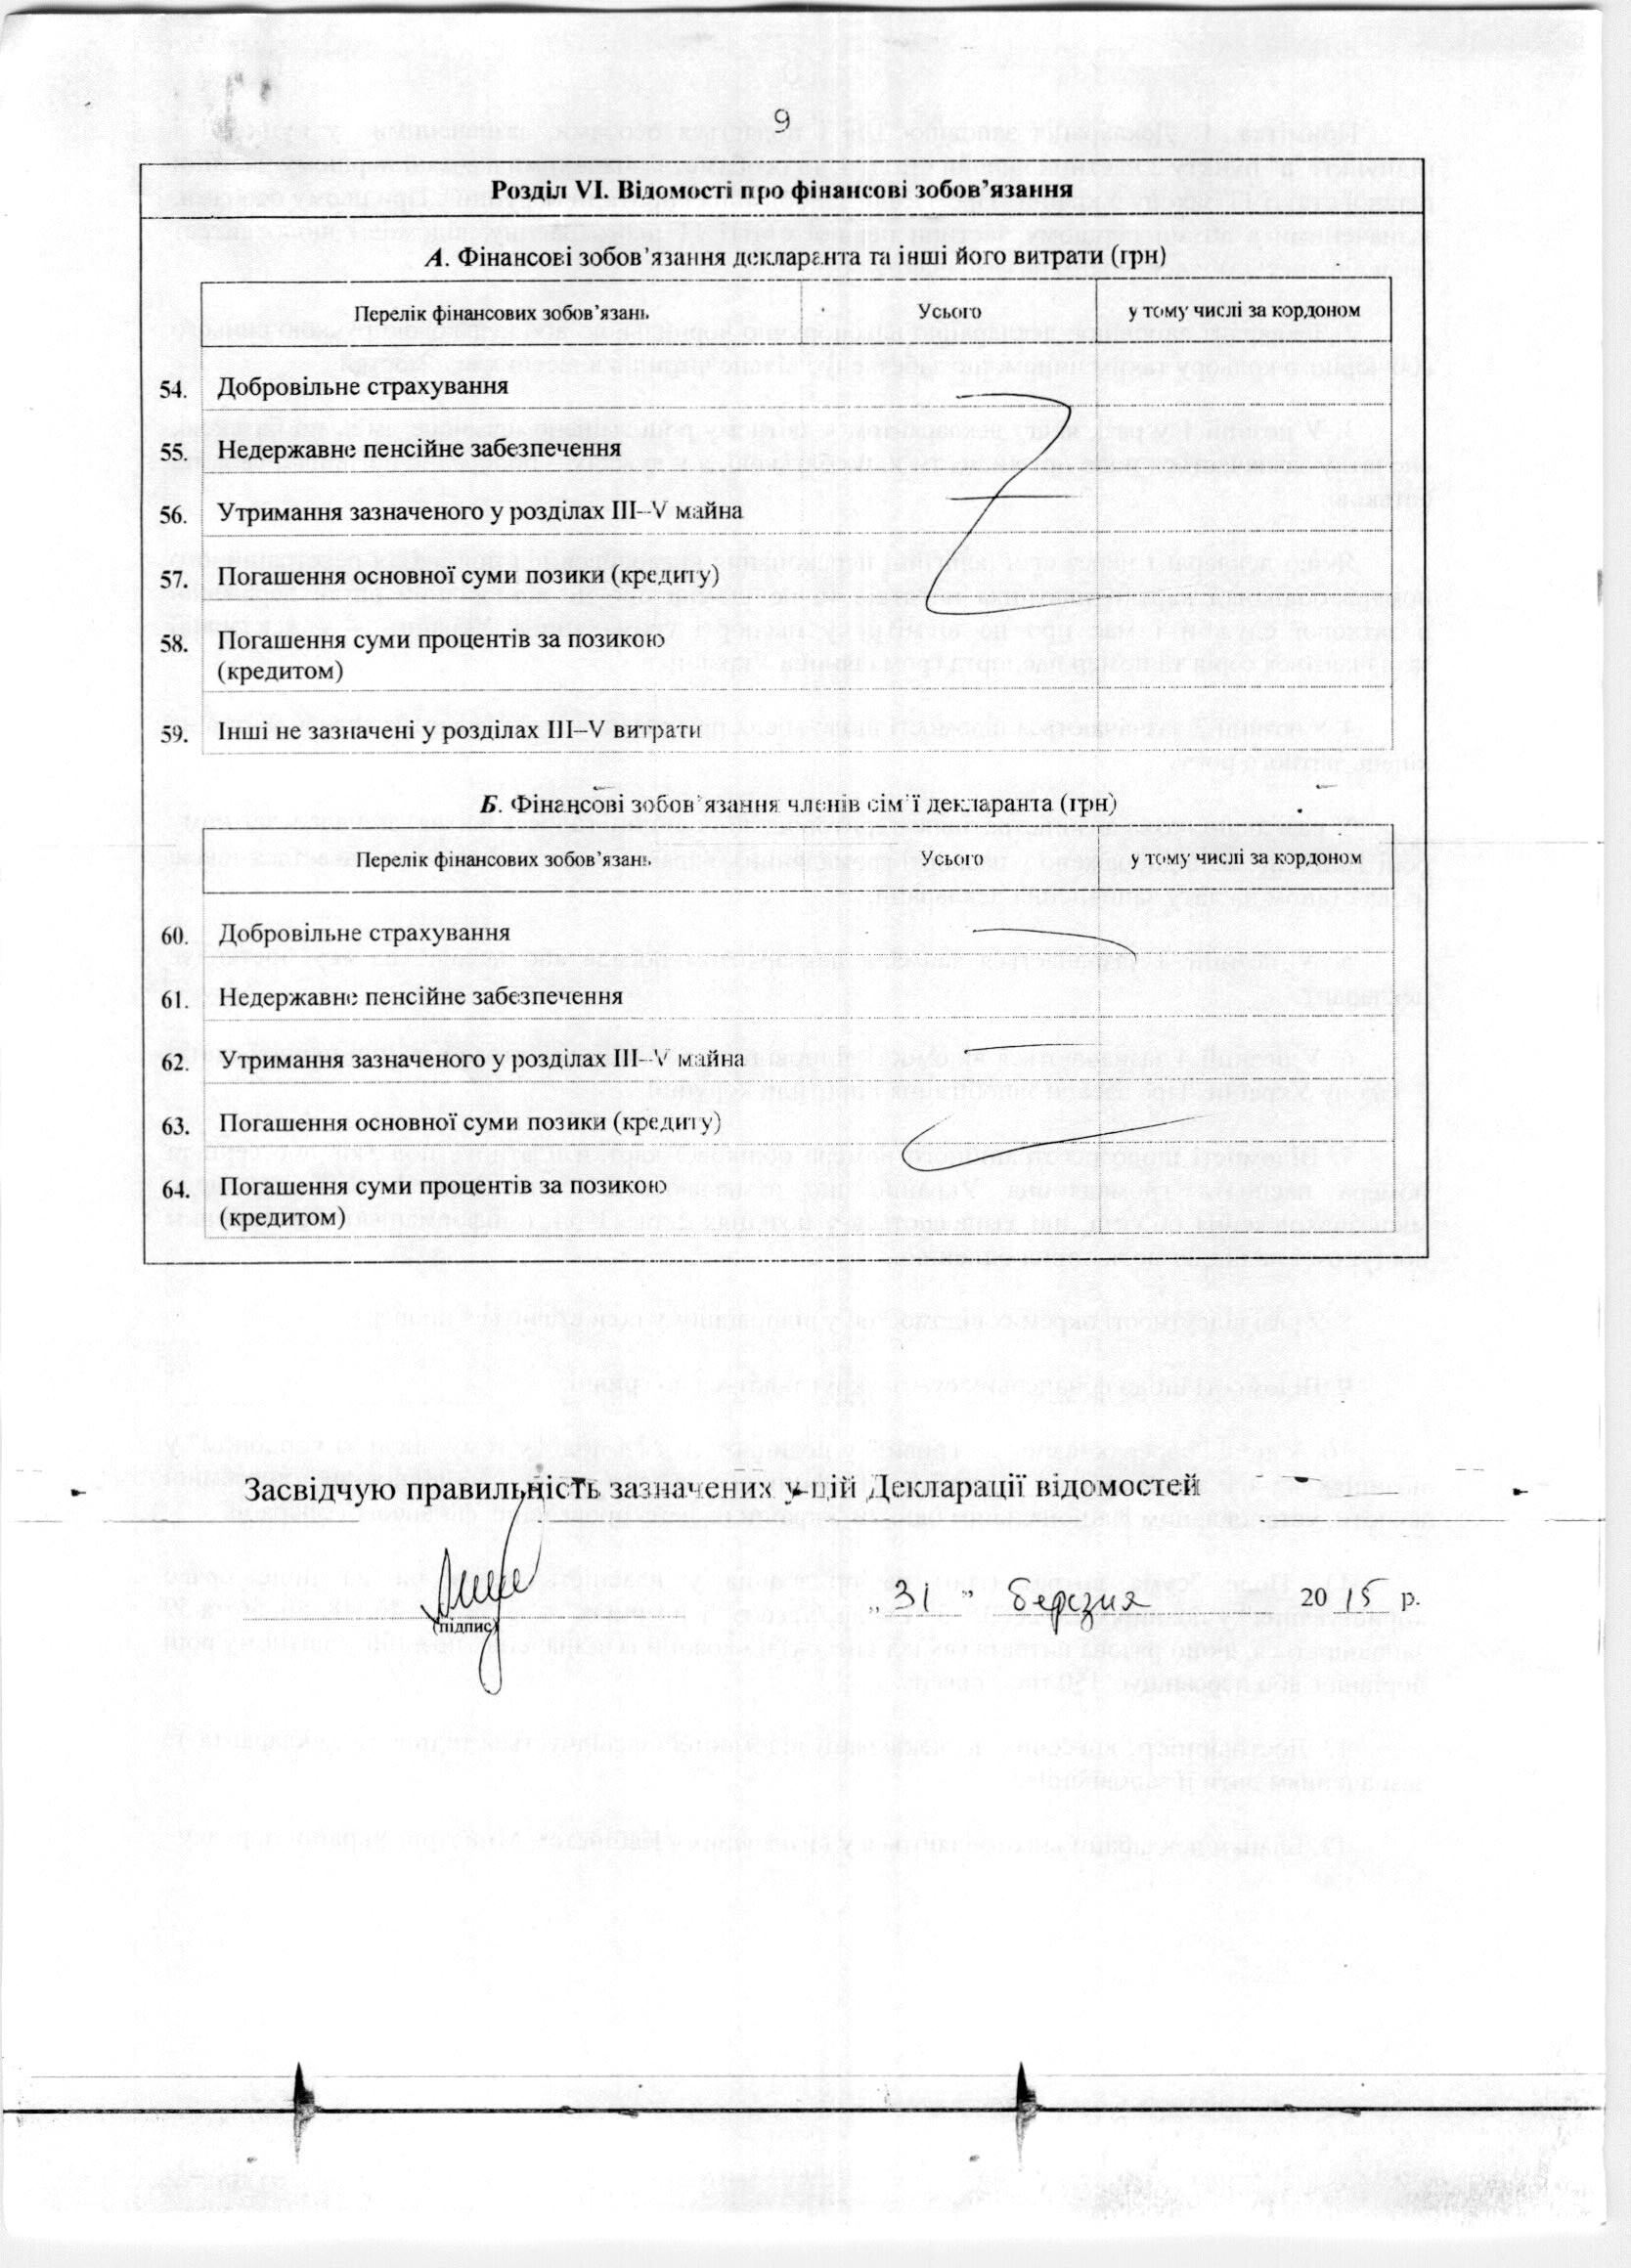 9
Розділ VI. Відомості про фінансові зобов’язання
А. Фінансові зобов’язання декларанта та інші його витрати (грн)
Перелік фінансових зобов’язань Усього у тому числі за кордоном
54. Добровільне страхування
55. Недержавне пенсійне забезпечення
56. Утримання зазначеного у розділах III–V майна
57. Погашення основної суми позики (кредиту)
58. Погашення суми процентів за позикою
(кредитом)
59. Інші не зазначені у розділах III–V витрати
Б. Фінансові зобов’язання членів сім’ї декларанта (грн)
Перелік фінансових зобов’язань Усього у тому числі за кордоном
60. Добровільне страхування
61. Недержавне пенсійне забезпечення
62. Утримання зазначеного у розділах III–V майна
63. Погашення основної суми позики (кредиту)
64. Погашення суми процентів за позикою
(кредитом)
Засвідчую правильність зазначених у цій Декларації відомостей
„ 31 ” березня 20 15 р.
(підпис)